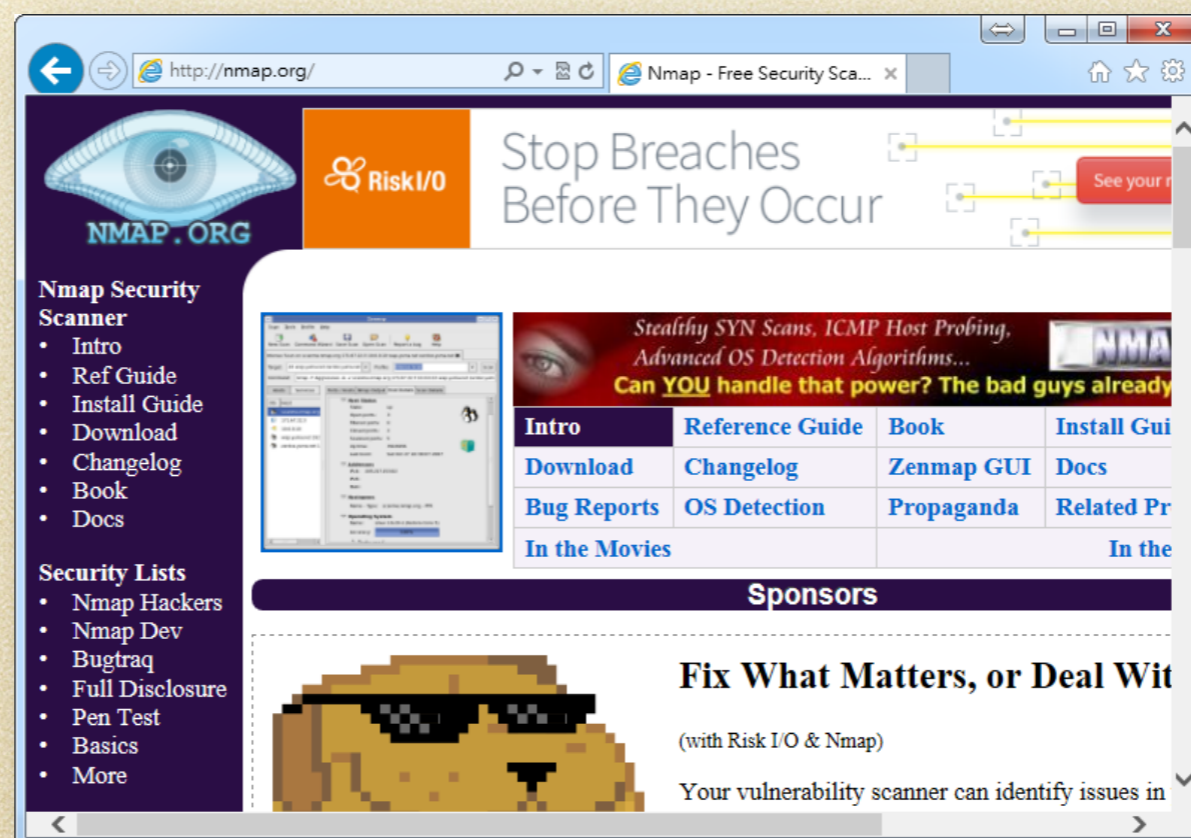 http://nmap.org/
Nmap - Free Security Sca...
NMAP.ORG
Risk I/O
Stop Breaches
Before They Occur
See your
Nmap Security
Scanner
• Intro
• Ref Guide
• Install Guide
• Download
• Changelog
• Book
• Docs
Security Lists
• Nmap Hackers
• Nmap Dev
• Bugtraq
• Full Disclosure
• Pen Test
• Basics
• More
Stealthy SYN Scans, ICMP Host Probing,
Advanced OS Detection Algorithms...
Can YOU handle that power? The bad guys already
NMA
Intro Reference Guide Book Install Gui
Download Changelog Zenmap GUI Docs
Bug Reports OS Detection Propaganda Related Pr
In the Movies In the
Sponsors
Fix What Matters, or Deal Wit
(with Risk I/O & Nmap)
Your vulnerability scanner can identify issues in